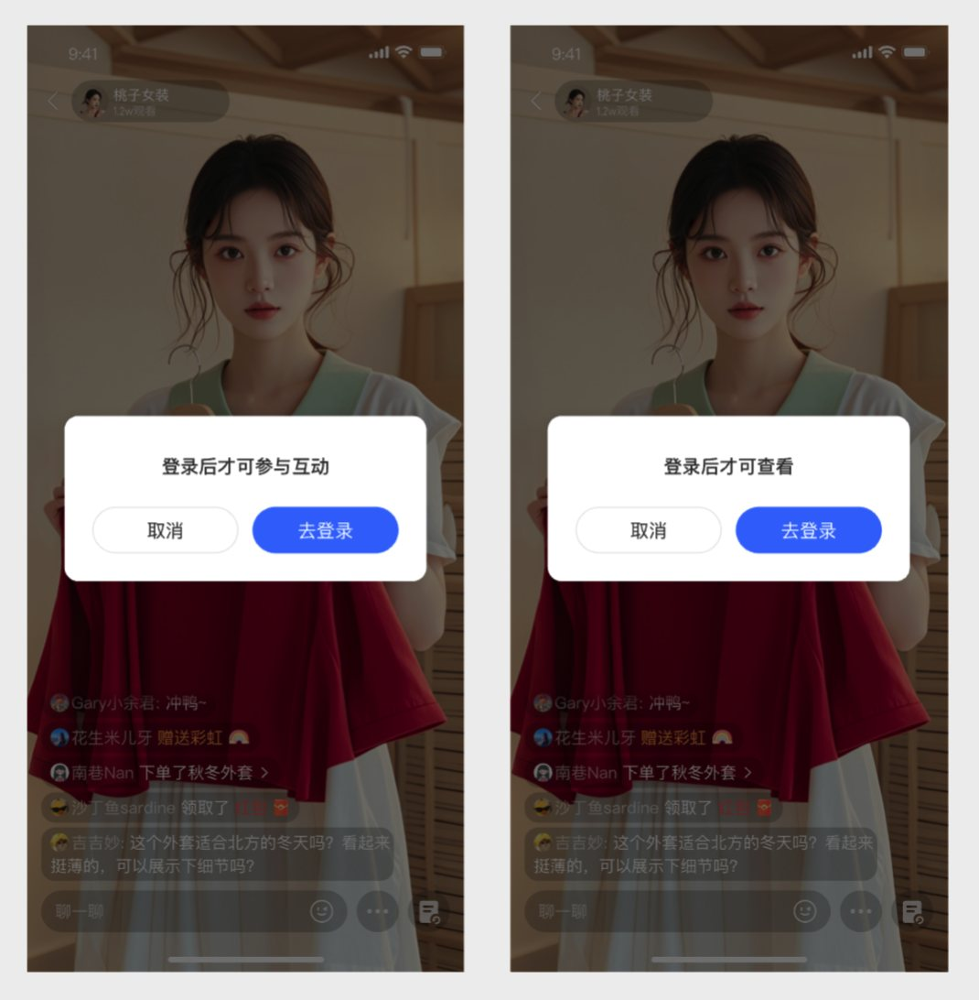 9:41
桃子女装
1.2w观看
登录后才可参与互动
取消
去登录
Gary小余君: 冲鸭~
花生米儿牙 赠送彩虹
南巷Nan 下单了秋冬外套 >
沙丁鱼sardine 领取了 红包
吉吉妙: 这个外套适合北方的冬天吗? 看起来
挺薄的, 可以展示下细节吗?
聊一聊
9:41
桃子女装
1.2w观看
登录后才可查看
取消
去登录
Gary小余君: 冲鸭~
花生米儿牙 赠送彩虹
南巷Nan 下单了秋冬外套 >
沙丁鱼sardine 领取了 红包
吉吉妙: 这个外套适合北方的冬天吗? 看起来
挺薄的, 可以展示下细节吗?
聊一聊